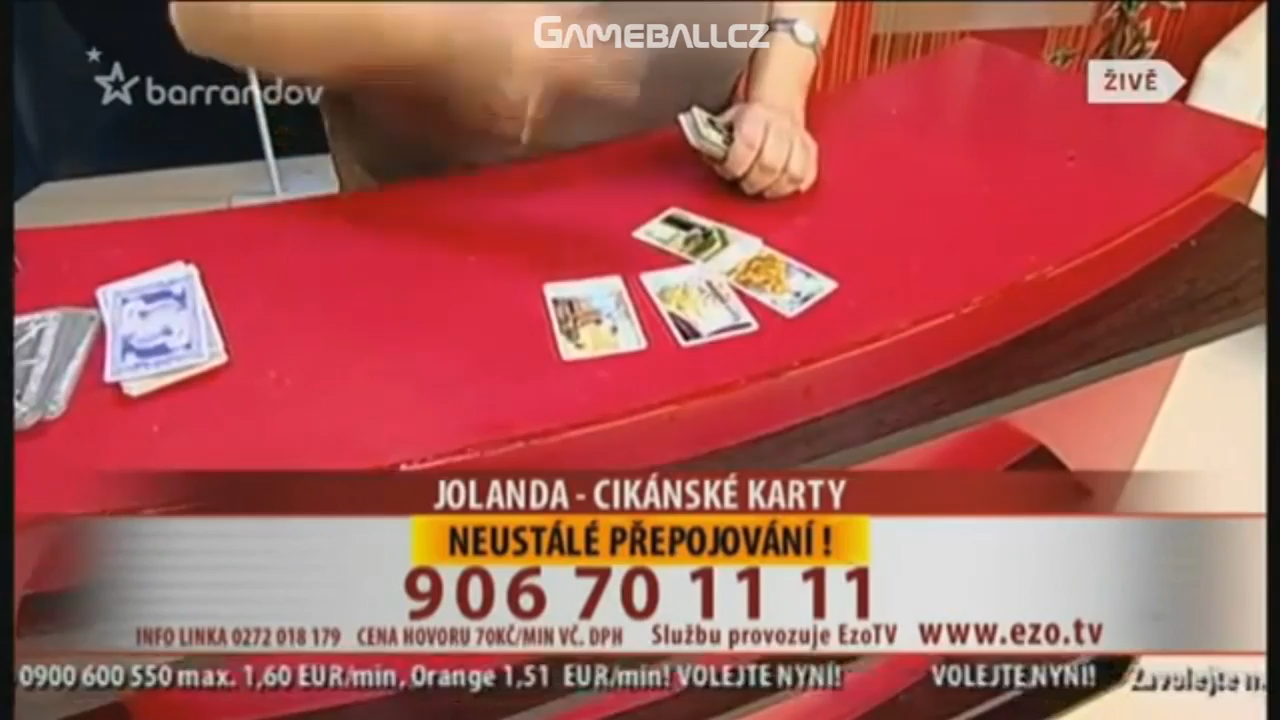 GAMEBALLCZ
barrandov
ŽIVĚ
JOLANDA - CIKÁNSKÉ KARTY
NEUSTÁLÉ PŘEPOJOVÁNÍ !
906 70 11 11
INFO LINKA 0272 018 179 CENA HOVORU 70KČ/MIN VČ. DPH Službu provozuje EzoTV www.ezo.tv
0900 600 550 max. 1,60 EUR/min, Orange 1,51 EUR/min! VOLEJTE NYNÍ! VOLEJTE NYNÍ! Zavolejte